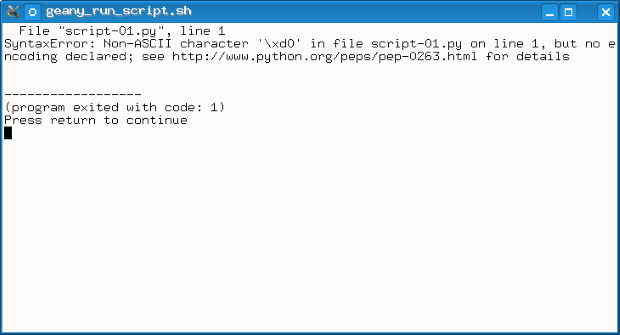 geany_run_script.sh
File "script-01.py", line 1
SyntaxError: Non-ASCII character '\xd0' in file script-01.py on line 1, but no e
ncoding declared; see http://www.python.org/peps/pep-0263.html for details
------------------
(program exited with code: 1)
Press return to continue